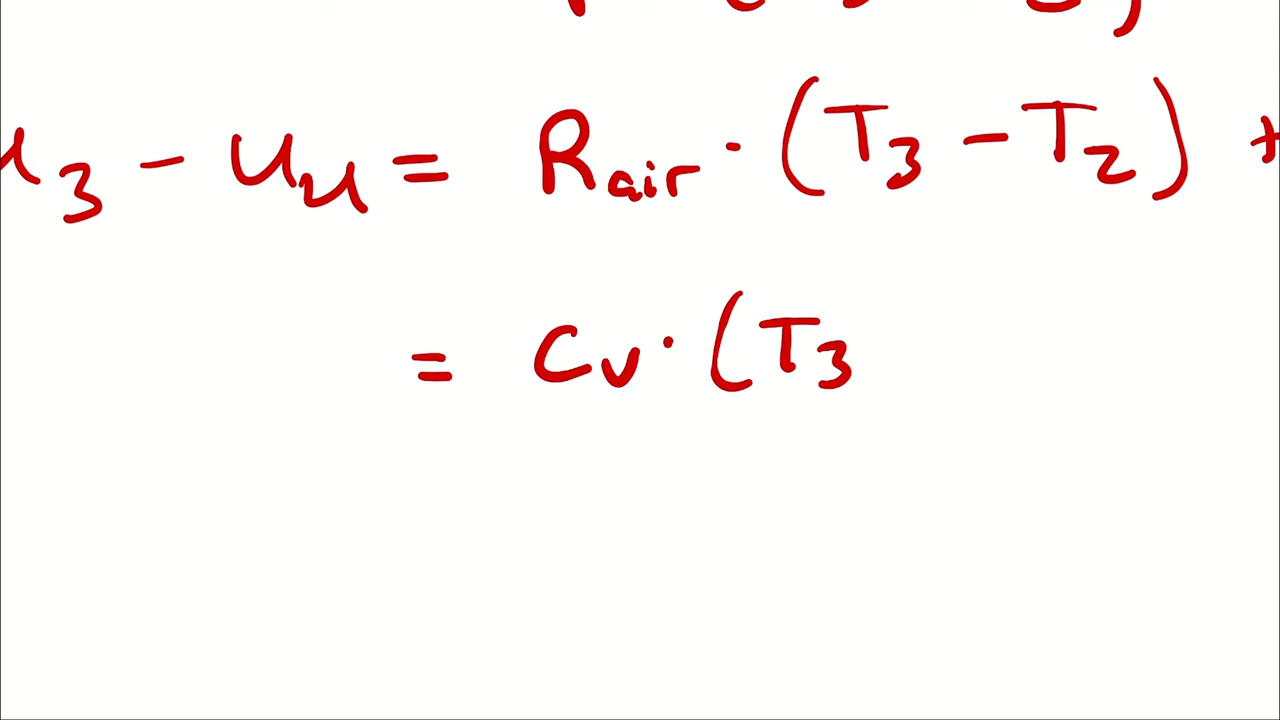 u₃ - u₄ = Rair · (T₃ - T₂) +
= Cv · (T₃